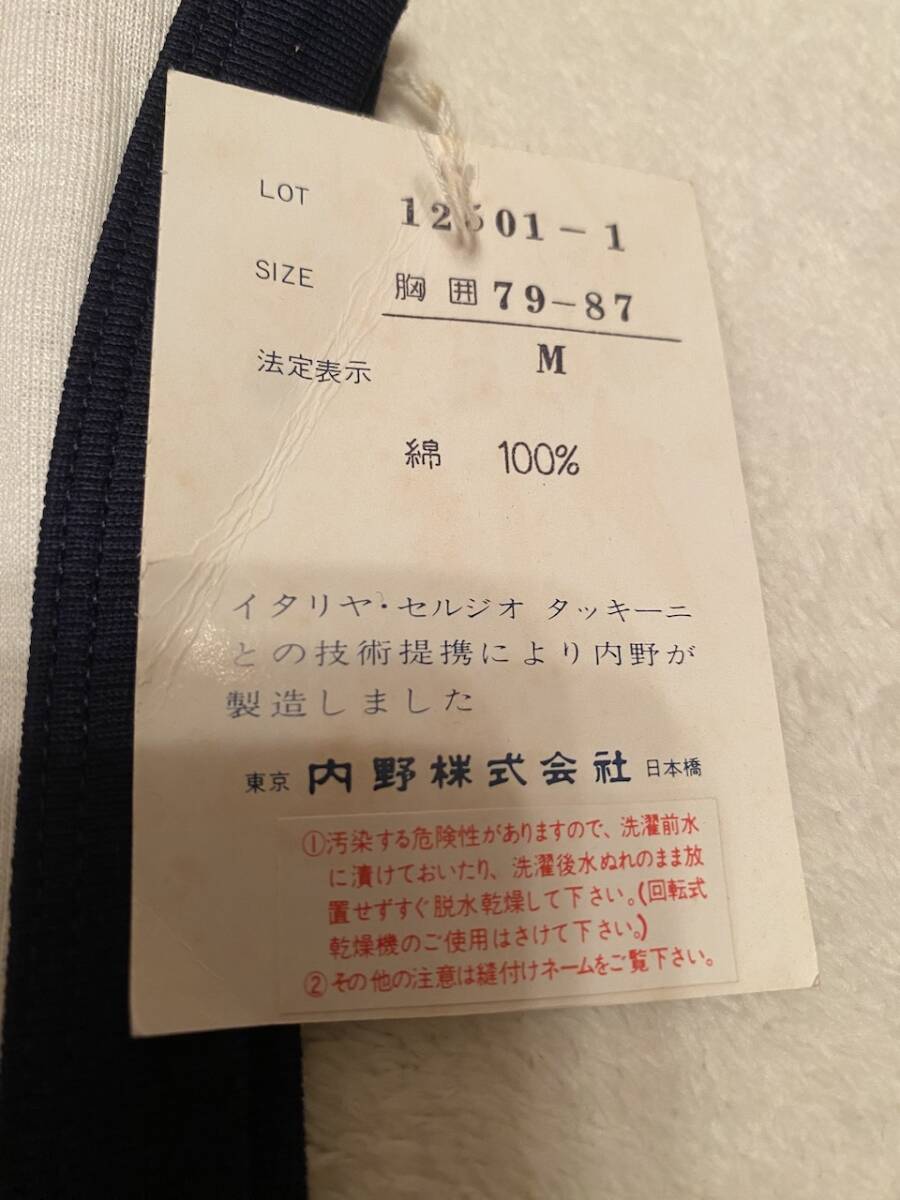 LOT 12501-1
SIZE 胸囲79-87
法定表示 M
綿 100%
イタリヤ・セルジオ タッキーニ
との技術提携により内野が
製造しました
東京 内野株式会社 日本橋
①汚染する危険性がありますので、洗濯前水
に漬けておいたり、洗濯後水ぬれのまま放
置せずすぐ脱水乾燥して下さい。(回転式
乾燥機のご使用はさけて下さい。)
②その他の注意は縫付けネームをご覧下さい。